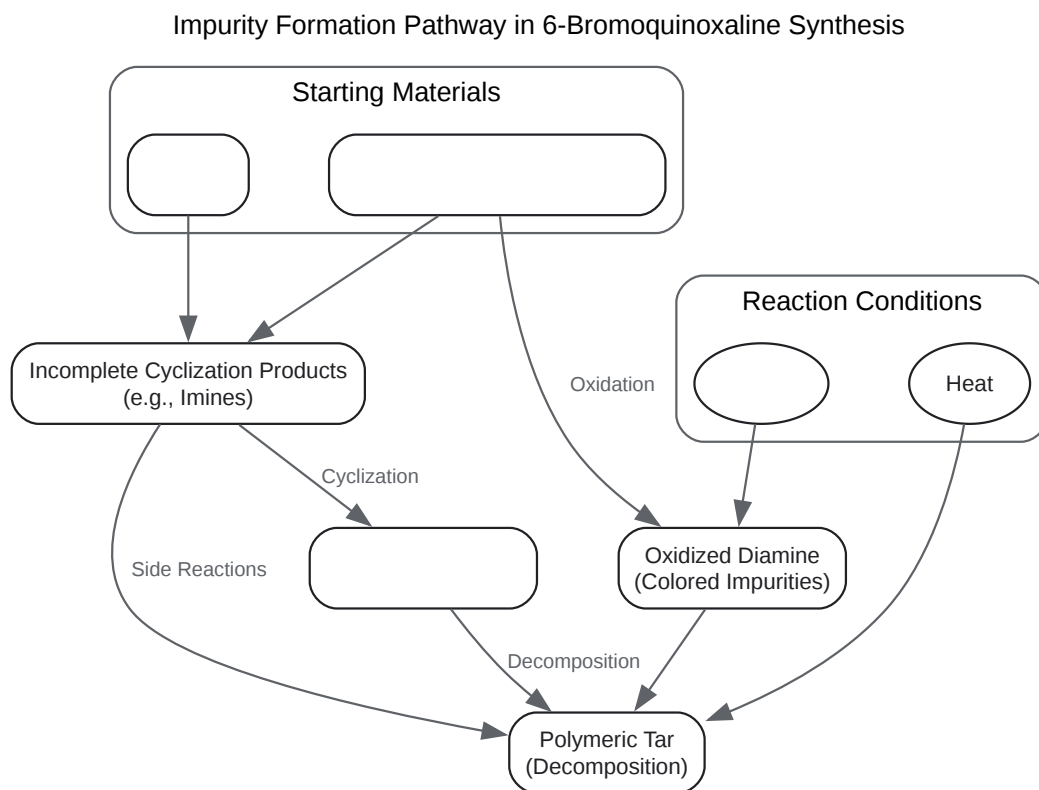 Impurity Formation Pathway in 6-Bromoquinoxaline Synthesis
Starting Materials
Reaction Conditions
Incomplete Cyclization Products
(e.g., Imines)
Oxidation
Heat
Cyclization
Side Reactions
Oxidized Diamine
(Colored Impurities)
Decomposition
Polymeric Tar
(Decomposition)